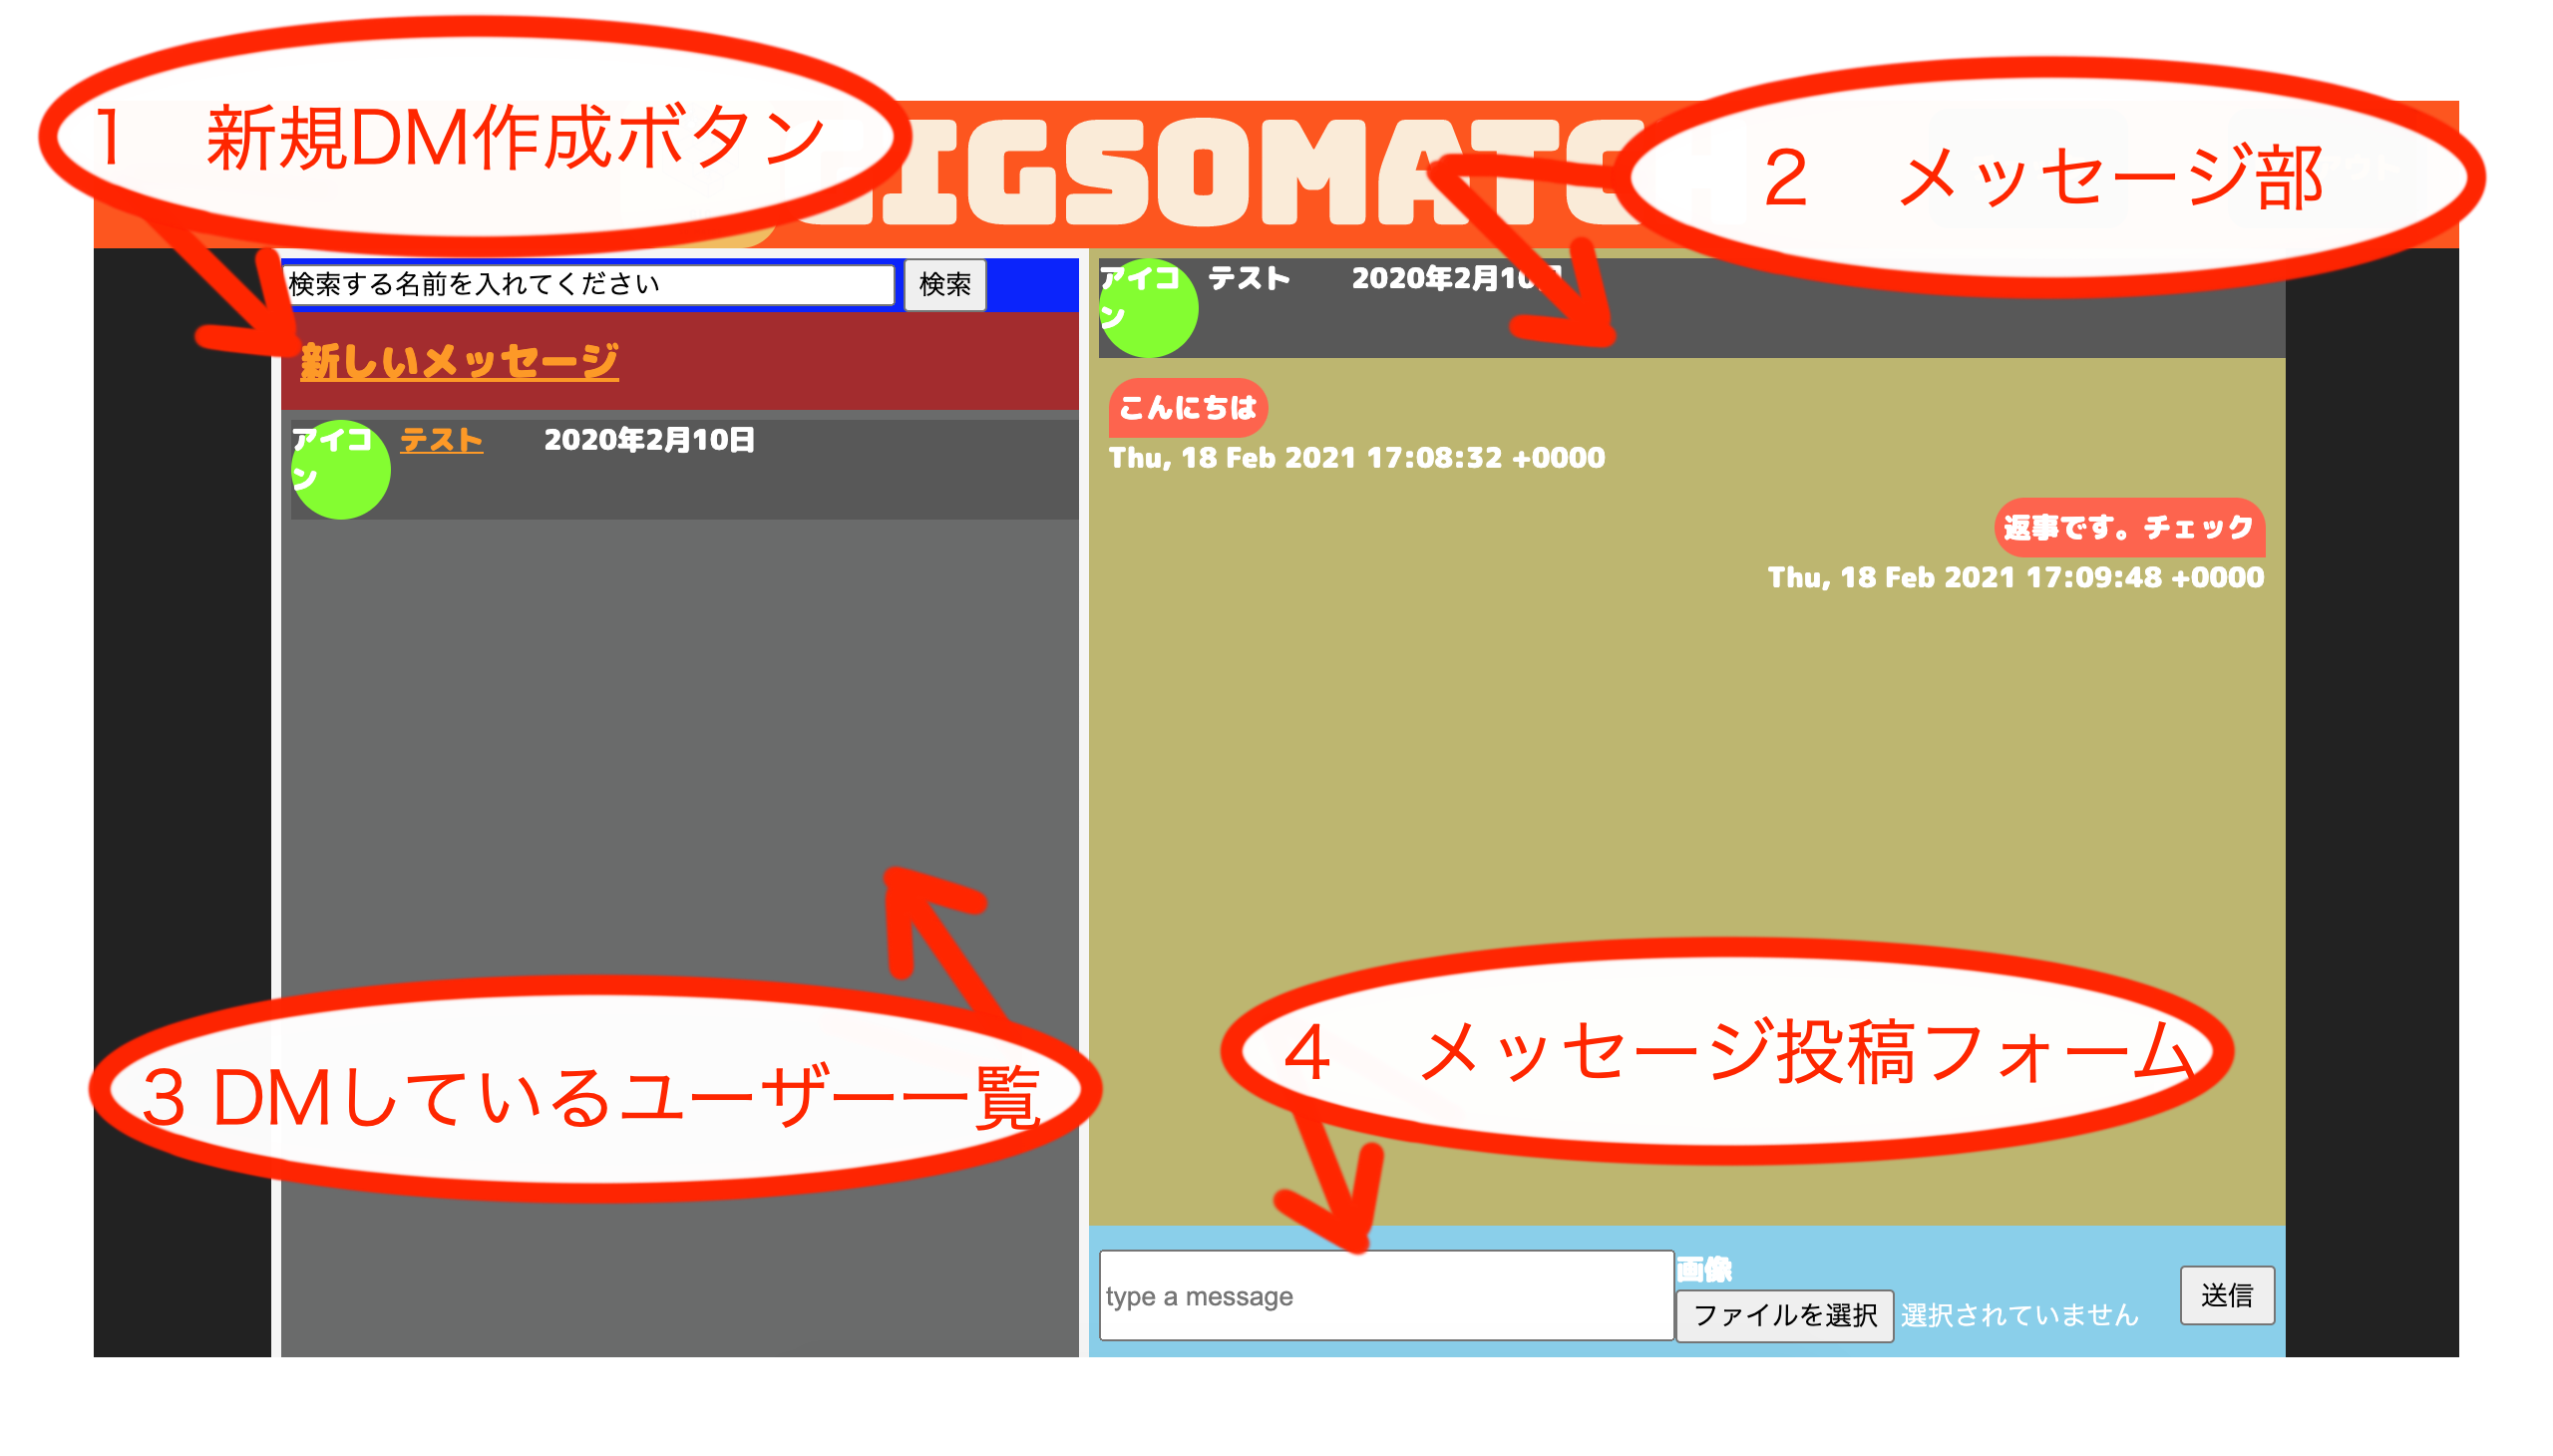 1　新規DM作成ボタン
IGSOMATC
2　メッセージ部
検索する名前を入れてください 検索
新しいメッセージ
アイコン テスト 2020年2月10日
アイコン テスト 2020年2月10日
こんにちは
Thu, 18 Feb 2021 17:08:32 +0000
返事です。チェック
Thu, 18 Feb 2021 17:09:48 +0000
3 DMしているユーザー一覧
4　メッセージ投稿フォーム
type a message
画像
ファイルを選択 選択されていません
送信